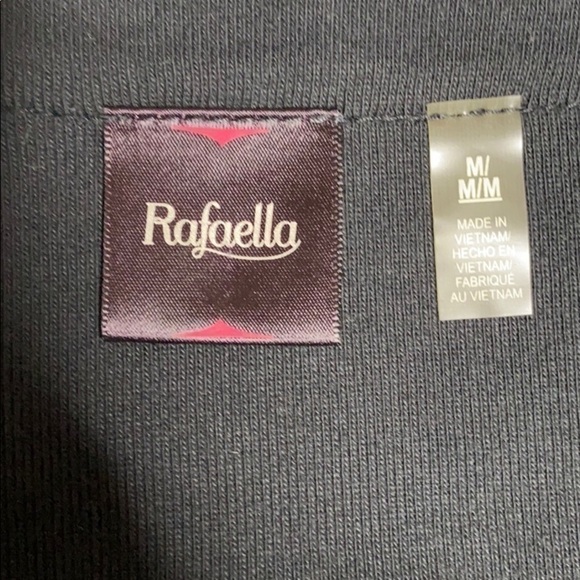 Rafaella
M/
M/M
MADE IN
VIETNAM/
HECHO EN
VIETNAM/
FABRIQUÉ
AU VIETNAM